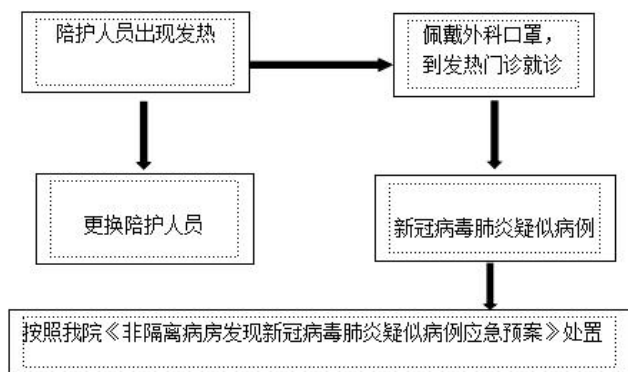 陪护人员出现发热
佩戴外科口罩，
到发热门诊就诊
更换陪护人员
新冠病毒肺炎疑似病例
按照我院《非隔离病房发现新冠病毒肺炎疑似病例应急预案》处置